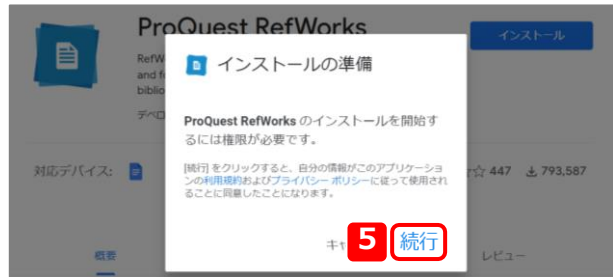 ProQuest RefWorks
インストール
RefW
and f
biblio
デベロ
インストールの準備
ProQuest RefWorks のインストールを開始す
るには権限が必要です。
[続行] をクリックすると、自分の情報がこのアプリケーショ
ンの利用規約およびプライバシー ポリシーに従って使用され
ることに同意したことになります。
対応デバイス:
447
793,587
キャ
5
続行
概要
レビュー